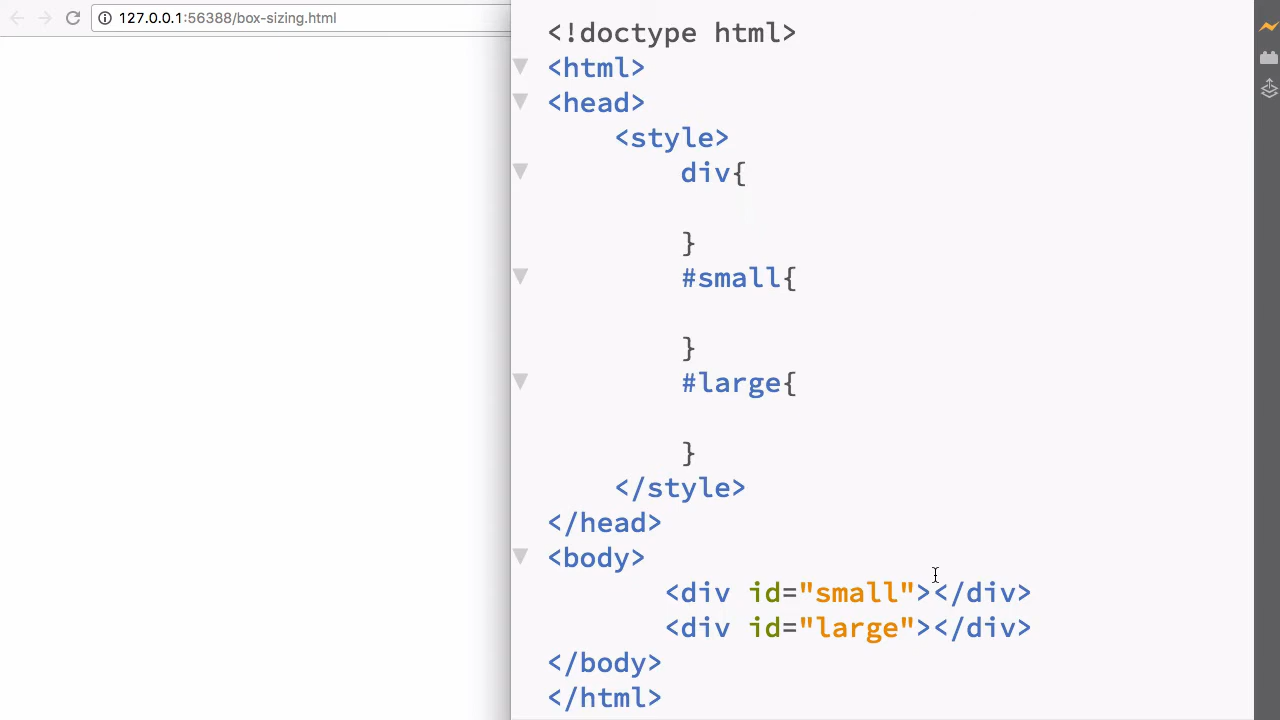 127.0.0.1:56388/box-sizing.html
<!doctype html>
<html>
<head>
    <style>
        div{

        }
        #small{

        }
        #large{

        }
    </style>
</head>
<body>
       <div id="small"></div>
       <div id="large"></div>
</body>
</html>